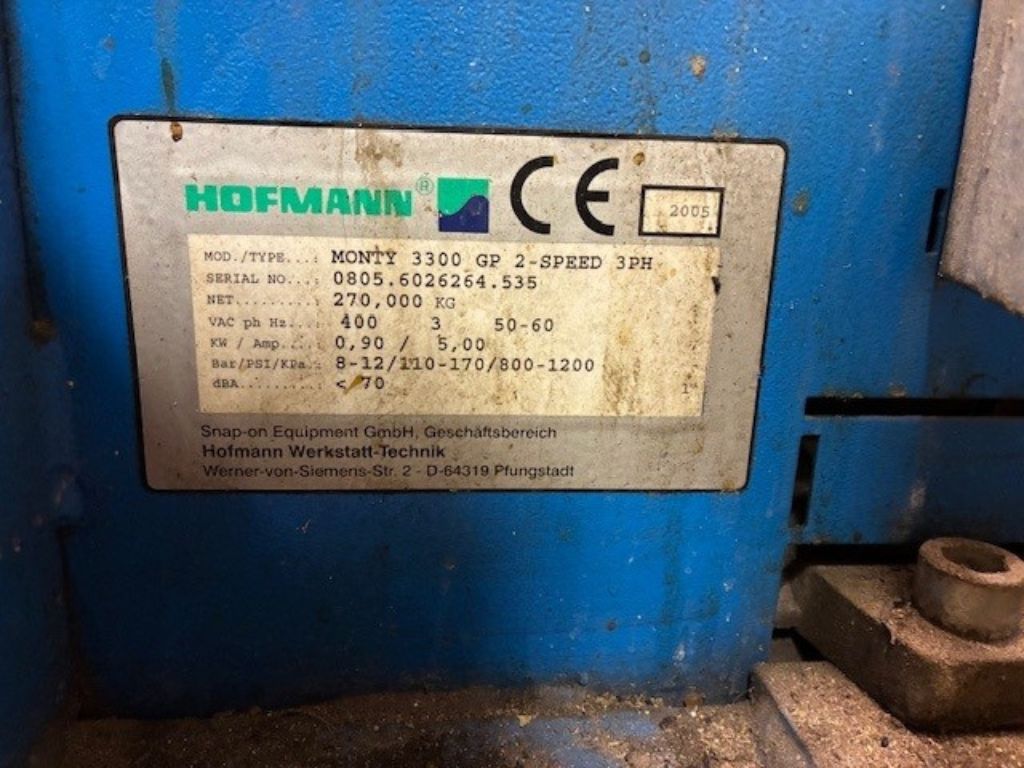 HOFMANN® CE 2005
MOD./TYPE...: MONTY 3300 GP 2-SPEED 3PH
SERIAL NO...: 0805.6026264.535
NET.........: 270,000 KG
VAC ph Hz...: 400 3 50-60
KW / Amp....: 0,90 / 5,00
Bar/PSI/KPa.: 8-12/110-170/800-1200
dBA.........: < 70 1
Snap-on Equipment GmbH, Geschäftsbereich
Hofmann Werkstatt-Technik
Werner-von-Siemens-Str. 2 - D-64319 Pfungstadt